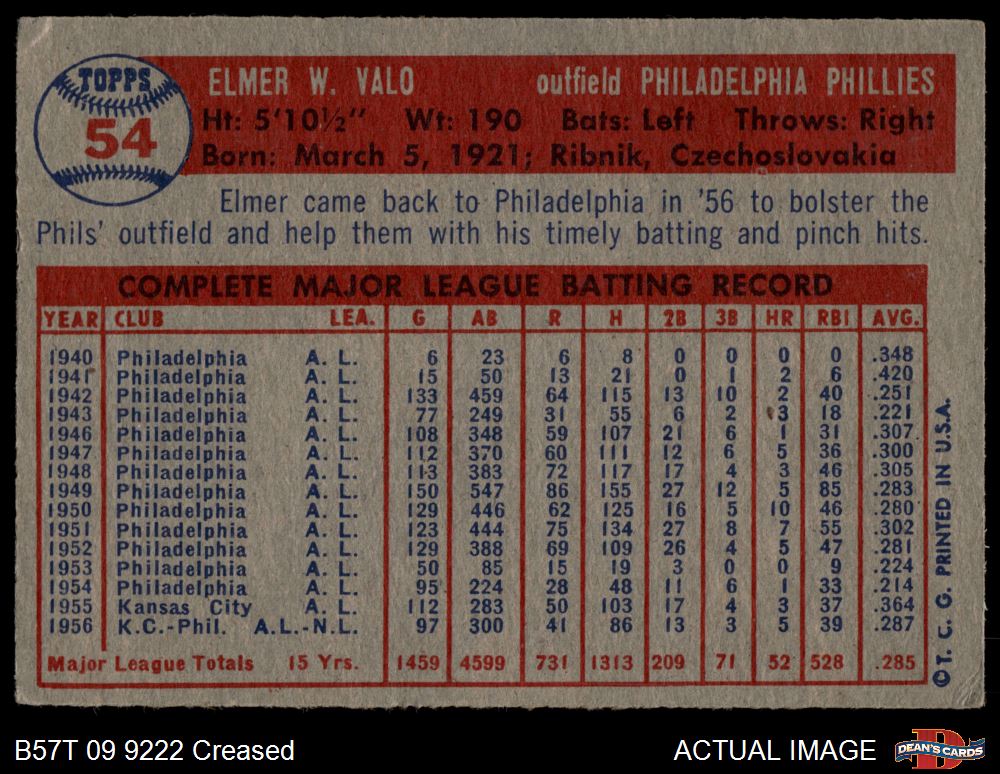 TOPPS
54
ELMER W. VALO outfield PHILADELPHIA PHILLIES
Ht: 5'10½" Wt: 190 Bats: Left Throws: Right
Born: March 5, 1921; Ribnik, Czechoslovakia
Elmer came back to Philadelphia in '56 to bolster the
Phils' outfield and help them with his timely batting and pinch hits.
COMPLETE MAJOR LEAGUE BATTING RECORD
YEAR CLUB LEA. G AB R H 2B 3B HR RBI AVG.
1940 Philadelphia A. L. 6 23 6 8 0 0 0 0 .348
1941 Philadelphia A. L. 15 50 13 21 0 1 2 6 .420
1942 Philadelphia A. L. 133 459 64 115 13 10 2 40 .251
1943 Philadelphia A. L. 77 249 31 55 6 2 3 18 .221
1946 Philadelphia A. L. 108 348 59 107 21 6 1 31 .307
1947 Philadelphia A. L. 112 370 60 111 12 6 5 36 .300
1948 Philadelphia A. L. 113 383 72 117 17 4 3 46 .305
1949 Philadelphia A. L. 150 547 86 155 27 12 5 85 .283
1950 Philadelphia A. L. 129 446 62 125 16 5 10 46 .280
1951 Philadelphia A. L. 123 444 75 134 27 8 7 55 .302
1952 Philadelphia A. L. 129 388 69 109 26 4 5 47 .281
1953 Philadelphia A. L. 50 85 15 19 3 0 0 9 .224
1954 Philadelphia A. L. 95 224 28 48 11 6 1 33 .214
1955 Kansas City A. L. 112 283 50 103 17 4 3 37 .364
1956 K.C.-Phil. A.L.-N.L. 97 300 41 86 13 3 5 39 .287
Major League Totals 15 Yrs. 1459 4599 731 1313 209 71 52 528 .285
©T. C. G. PRINTED IN U.S.A.
B57T 09 9222 Creased
ACTUAL IMAGE
DEAN'S CARDS